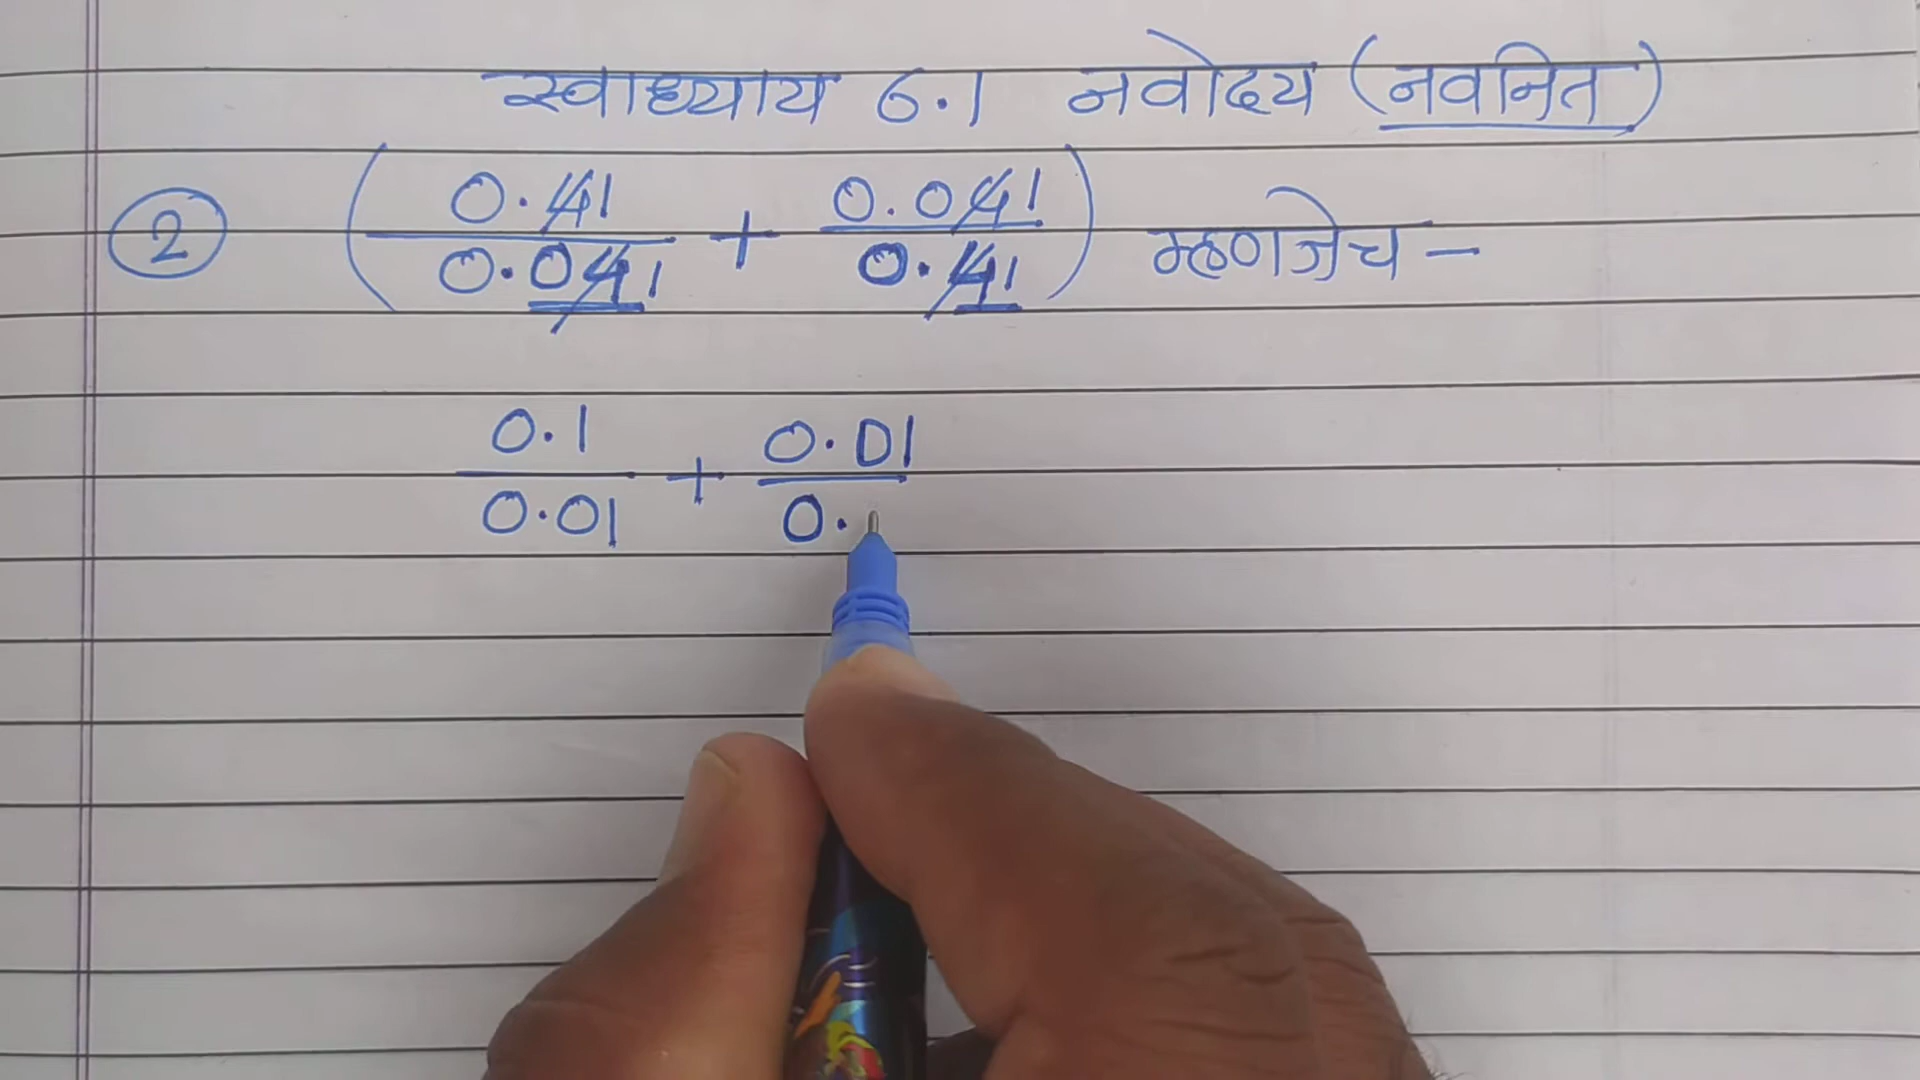 स्वाध्याय 6.1 नवोदय (नवनित)
② (0.41/0.041 + 0.041/0.41) म्हणजेच –
0.1/0.01 + 0.01/0.